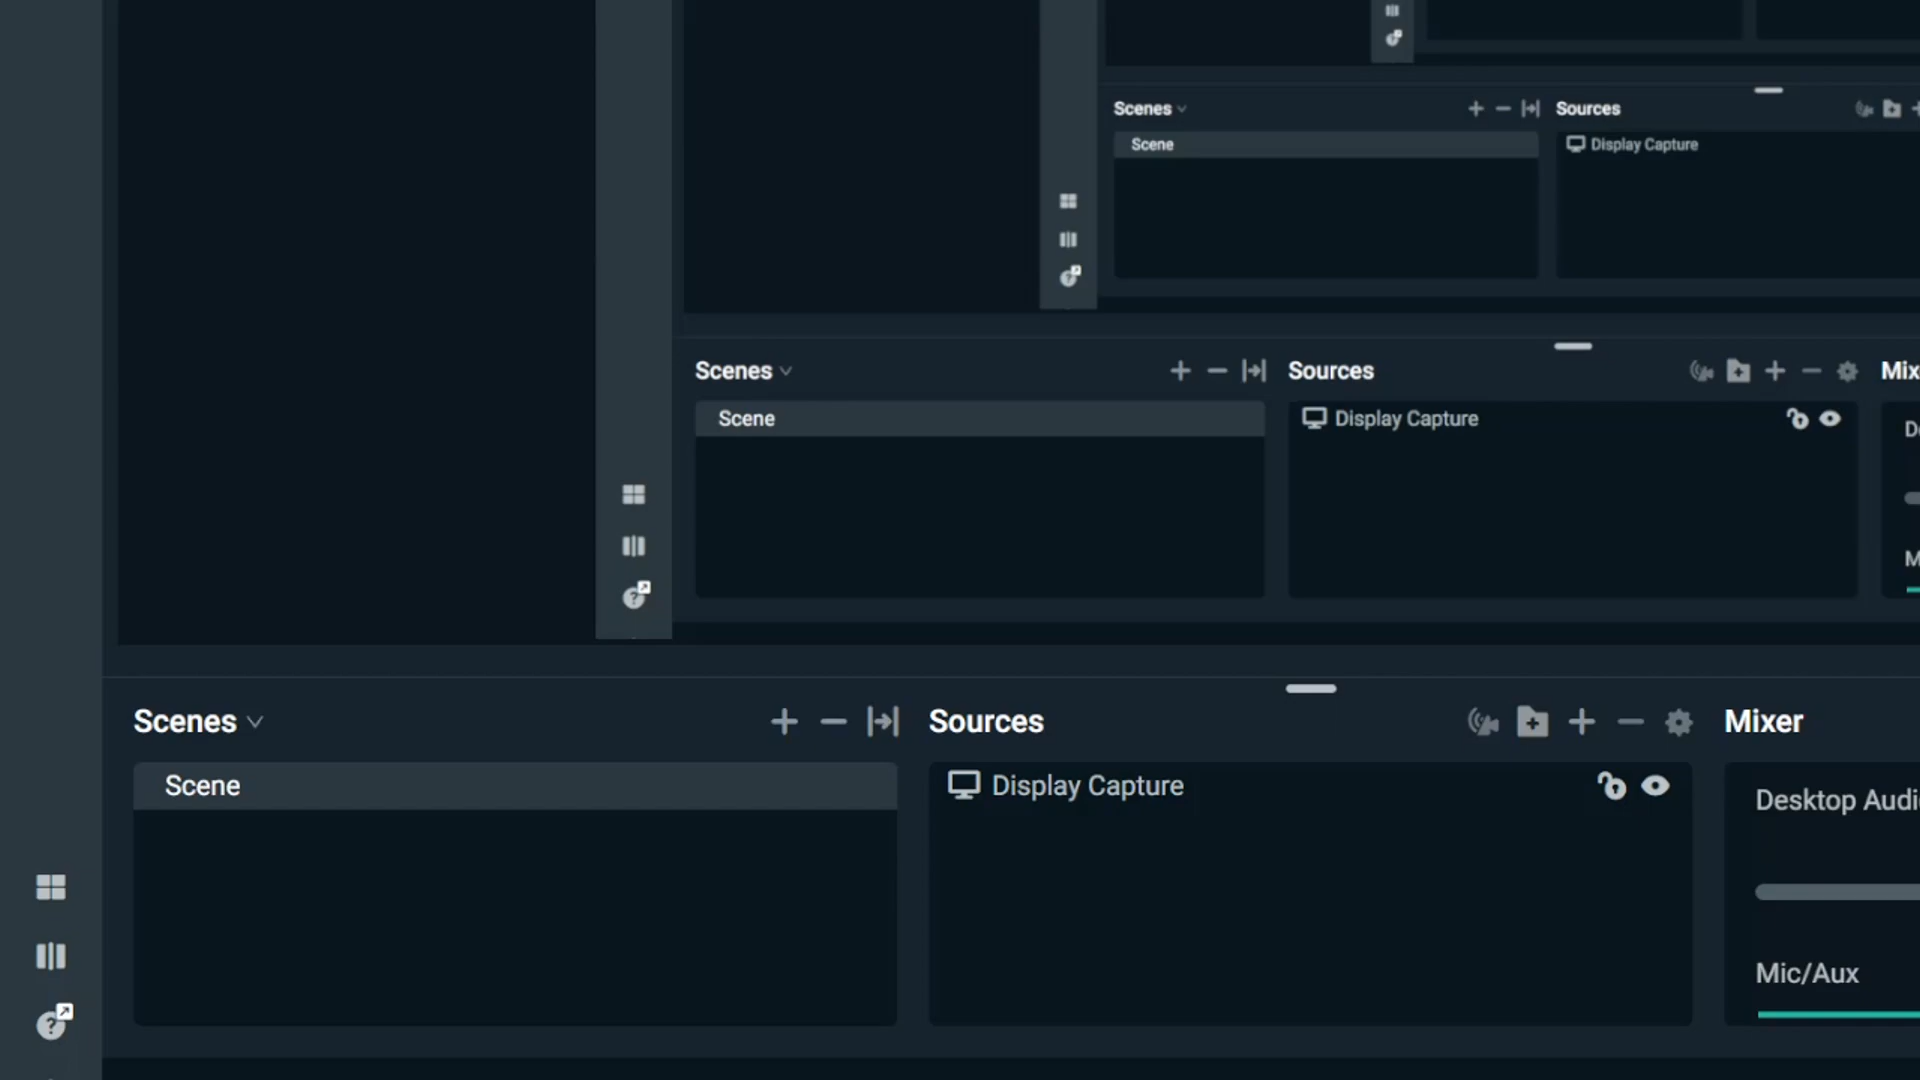 Scenes Sources
Scene Display Capture
Scenes Sources Mix
Scene Display Capture
D
M
Scenes Sources Mixer
Scene Display Capture
Desktop Audi
Mic/Aux